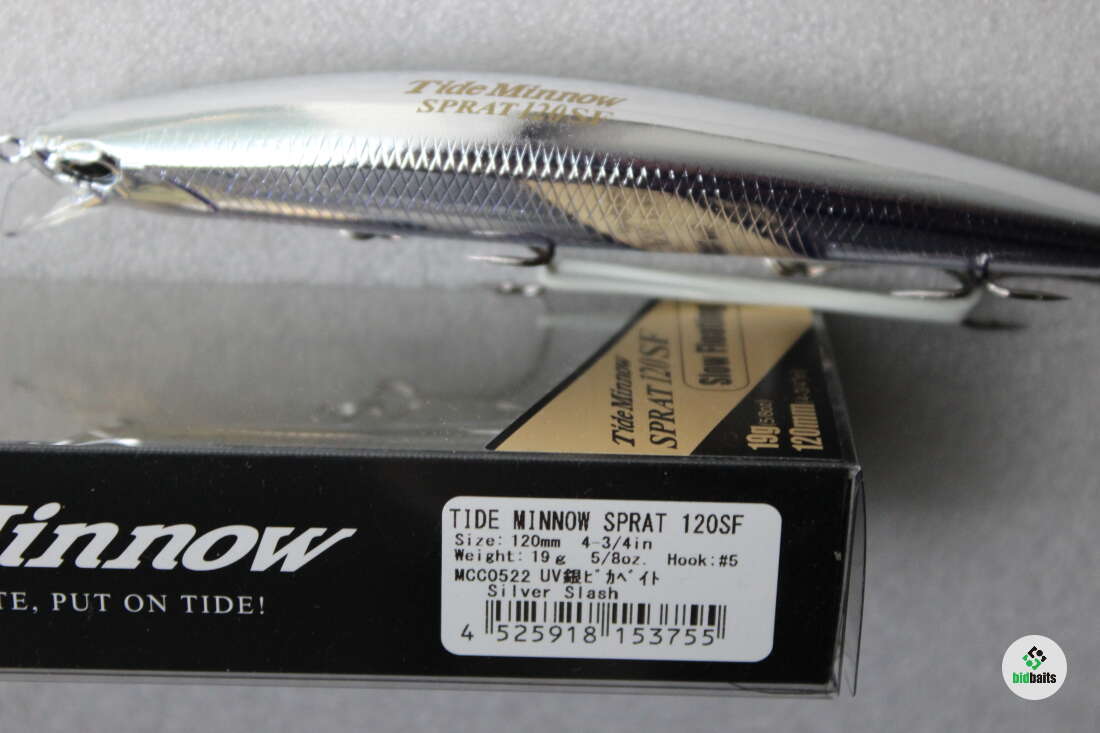 Tide Minnow
SPRAT 120SF
Tide Minnow
SPRAT 120SF
Slow Floating
19g (5/8oz)
120mm
Minnow
TE, PUT ON TIDE!
TIDE MINNOW SPRAT 120SF
Size: 120mm 4-3/4in
Weight: 19g 5/8oz. Hook:#5
MCC0522 UV銀ﾋﾟｶﾍﾞｲﾄ
Silver Slash
4 525918 153755
bidbaits